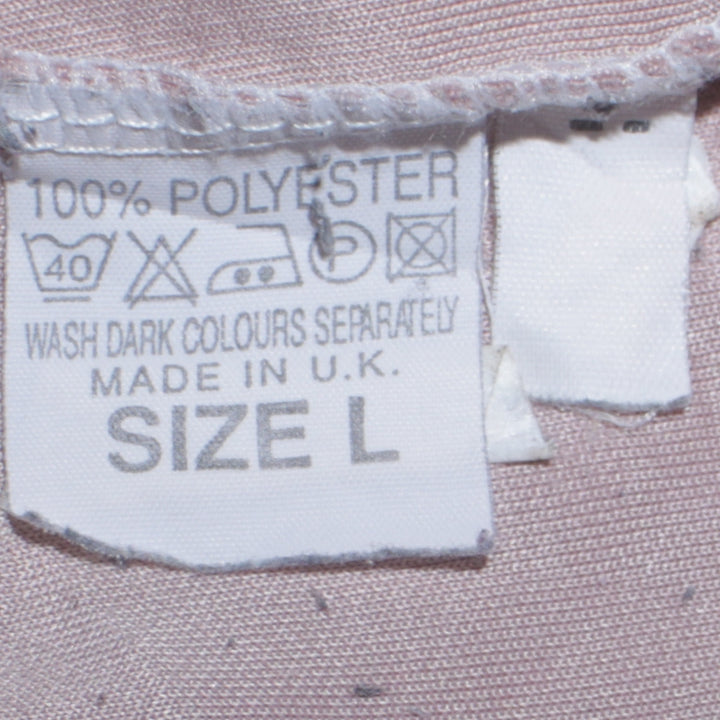 100% POLYESTER
40 P
WASH DARK COLOURS SEPARATELY
MADE IN U.K.
SIZE L